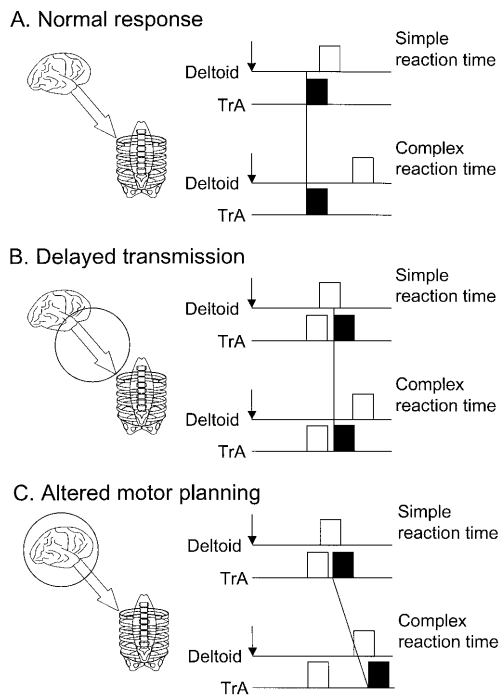 A. Normal response
Simple
reaction time
Deltoid
TrA
Complex
reaction time
Deltoid
TrA
B. Delayed transmission
Simple
reaction time
Deltoid
TrA
Complex
reaction time
Deltoid
TrA
C. Altered motor planning
Simple
reaction time
Deltoid
TrA
Complex
reaction time
Deltoid
TrA